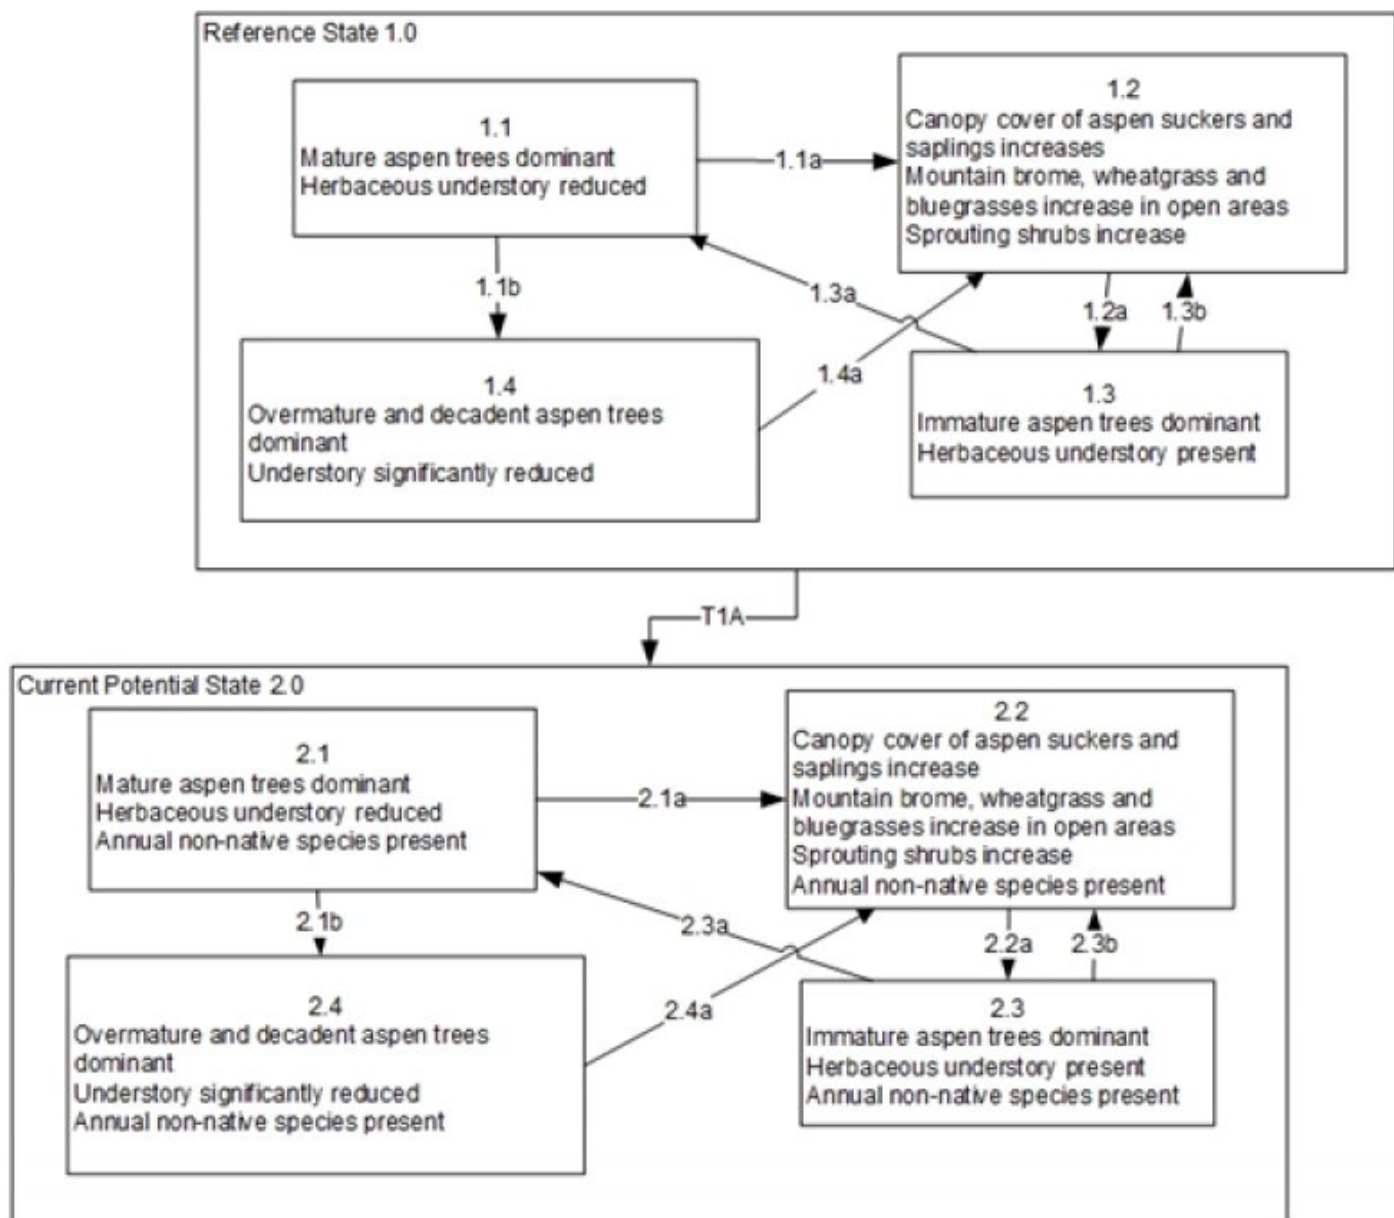 Reference State 1.0
1.1
Mature aspen trees dominant
Herbaceous understory reduced
1.1a
1.2
Canopy cover of aspen suckers and
saplings increases
Mountain brome, wheatgrass and
bluegrasses increase in open areas
Sprouting shrubs increase
1.1b
1.3a
1.2a
1.3b
1.4
Overmature and decadent aspen trees
dominant
Understory significantly reduced
1.4a
1.3
Immature aspen trees dominant
Herbaceous understory present
T1A
Current Potential State 2.0
2.1
Mature aspen trees dominant
Herbaceous understory reduced
Annual non-native species present
2.1a
2.2
Canopy cover of aspen suckers and
saplings increase
Mountain brome, wheatgrass and
bluegrasses increase in open areas
Sprouting shrubs increase
Annual non-native species present
2.1b
2.3a
2.2a
2.3b
2.4
Overmature and decadent aspen trees
dominant
Understory significantly reduced
Annual non-native species present
2.4a
2.3
Immature aspen trees dominant
Herbaceous understory present
Annual non-native species present